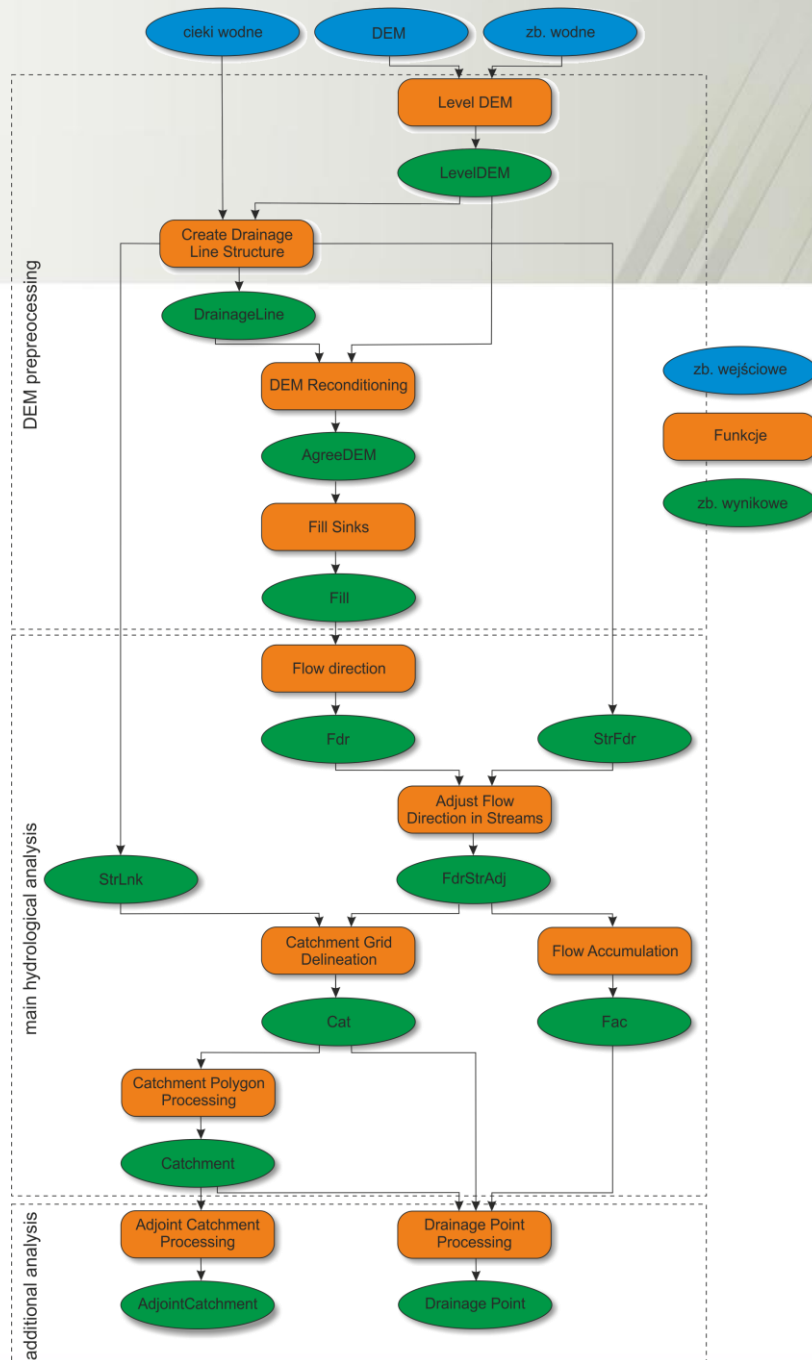 cieki wodne
DEM
zb. wodne
Level DEM
LevelDEM
Create Drainage
Line Structure
DrainageLine
DEM Reconditioning
AgreeDEM
Fill Sinks
Fill
DEM prepreocessing
zb. wejściowe
Funkcje
zb. wynikowe
Flow direction
Fdr
StrFdr
Adjust Flow
Direction in Streams
StrLnk
FdrStrAdj
Catchment Grid
Delineation
Flow Accumulation
Cat
Fac
Catchment Polygon
Processing
Catchment
main hydrological analysis
Adjoint Catchment
Processing
Drainage Point
Processing
AdjointCatchment
Drainage Point
additional analysis